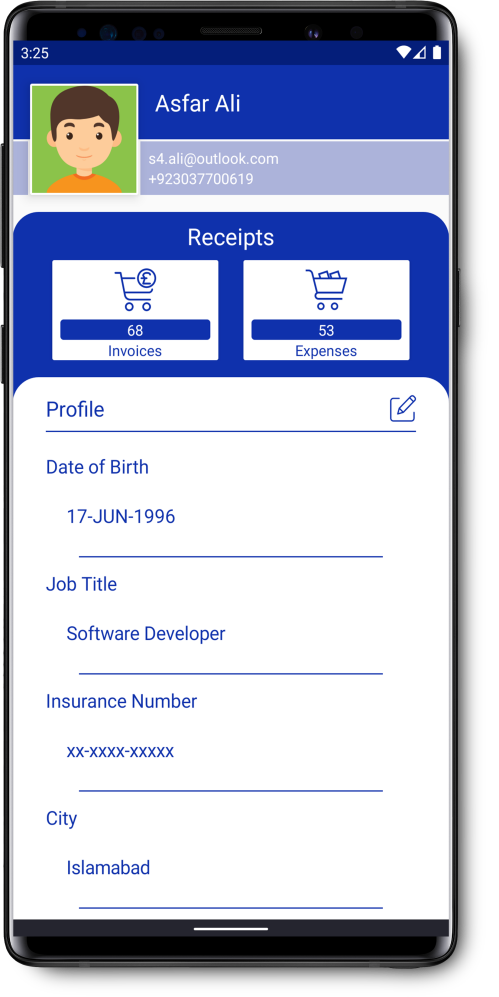 3:25
Asfar Ali
s4.ali@outlook.com
+923037700619
Receipts
£
68
53
Invoices
Expenses
Profile
Date of Birth
17-JUN-1996
Job Title
Software Developer
Insurance Number
xx-xxxx-xxxxx
City
Islamabad